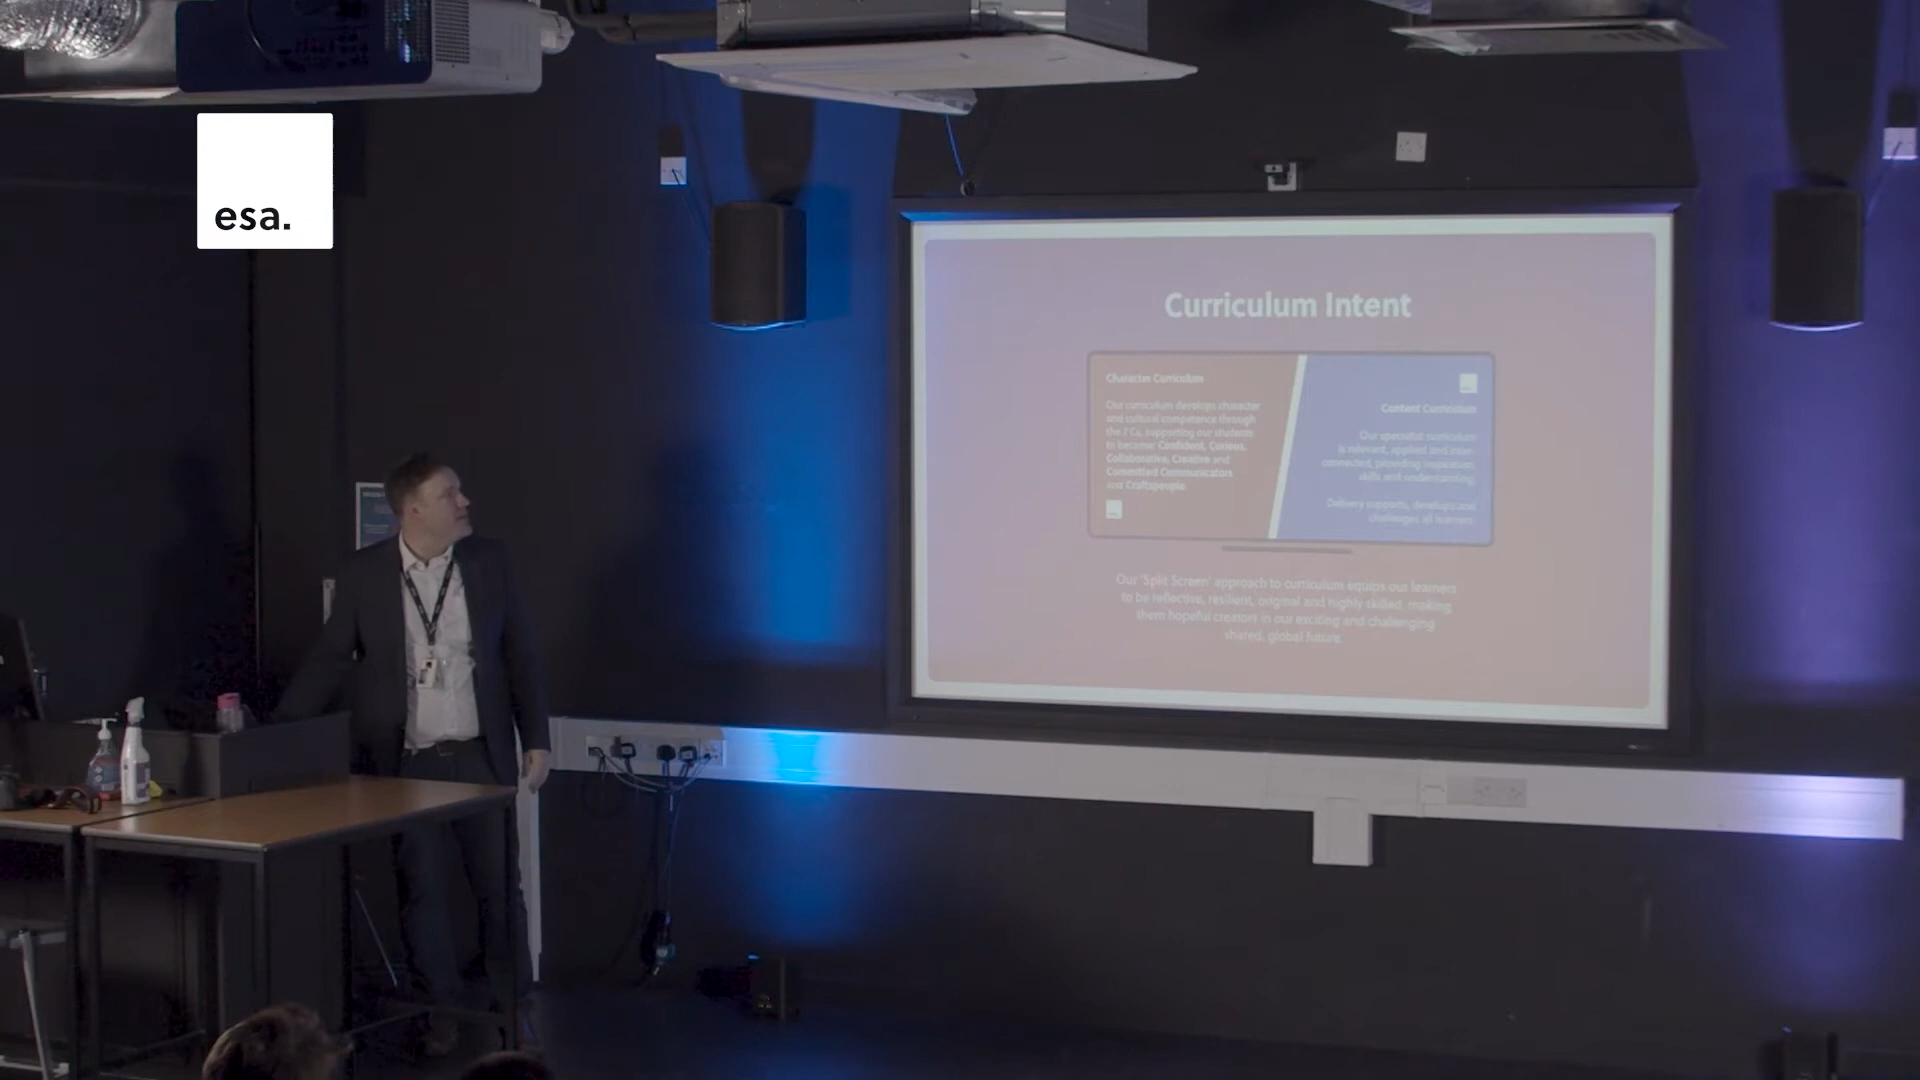 esa.
Curriculum Intent
Character Curriculum
Our curriculum develops character
and cultural competence through
the 7 Cs, supporting our students
to become Confident, Curious,
Collaborative, Creative and
Committed Communicators
and Craftspeople.
Content Curriculum
Our specialist curriculum
is relevant, applied and inter-
connected, providing inspiration,
skills and understanding.
Delivery supports, develops and
challenges all learners.
Our 'Split Screen' approach to curriculum equips our learners
to be reflective, resilient, original and highly skilled, making
them hopeful creators in our exciting and challenging
shared, global future.